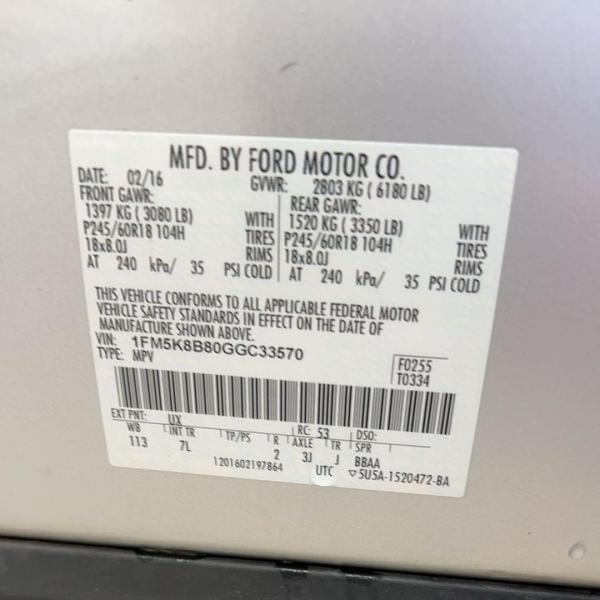 MFD. BY FORD MOTOR CO.
DATE: 02/16 GVWR: 2803 KG ( 6180 LB)
FRONT GAWR: REAR GAWR:
1397 KG ( 3080 LB) WITH 1520 KG ( 3350 LB) WITH
P245/60R18 104H TIRES P245/60R18 104H TIRES
18x8.0J RIMS 18x8.0J RIMS
AT 240 kPa/ 35 PSI COLD AT 240 kPa/ 35 PSI COLD
THIS VEHICLE CONFORMS TO ALL APPLICABLE FEDERAL MOTOR
VEHICLE SAFETY STANDARDS IN EFFECT ON THE DATE OF
MANUFACTURE SHOWN ABOVE.
VIN: 1FM5K8B80GGC33570
TYPE: MPV
F0255
T0334
EXT PNT: UX RC: 53 DSO:
WB INT TR TP/PS R AXLE TR SPR
113 7L 2 3J J BBAA
1201602197864 UTC ▽5U5A-1520472-BA